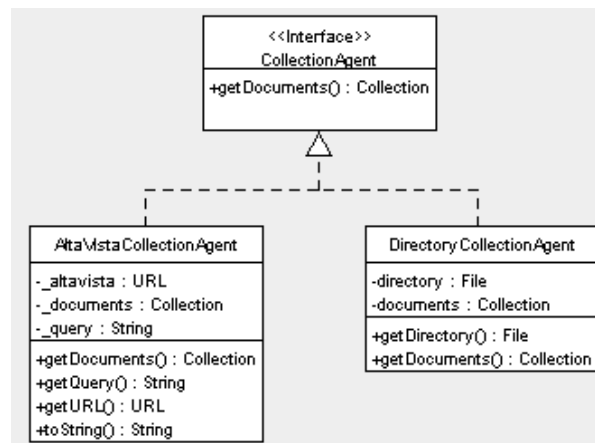 <<Interface>>
CollectionAgent
+getDocuments() : Collection
AltaVistaCollectionAgent
-_altavista : URL
-_documents : Collection
-_query : String
+getDocuments() : Collection
+getQuery() : String
+getURL() : URL
+toString() : String
DirectoryCollectionAgent
-directory : File
-documents : Collection
+getDirectory() : File
+getDocuments() : Collection